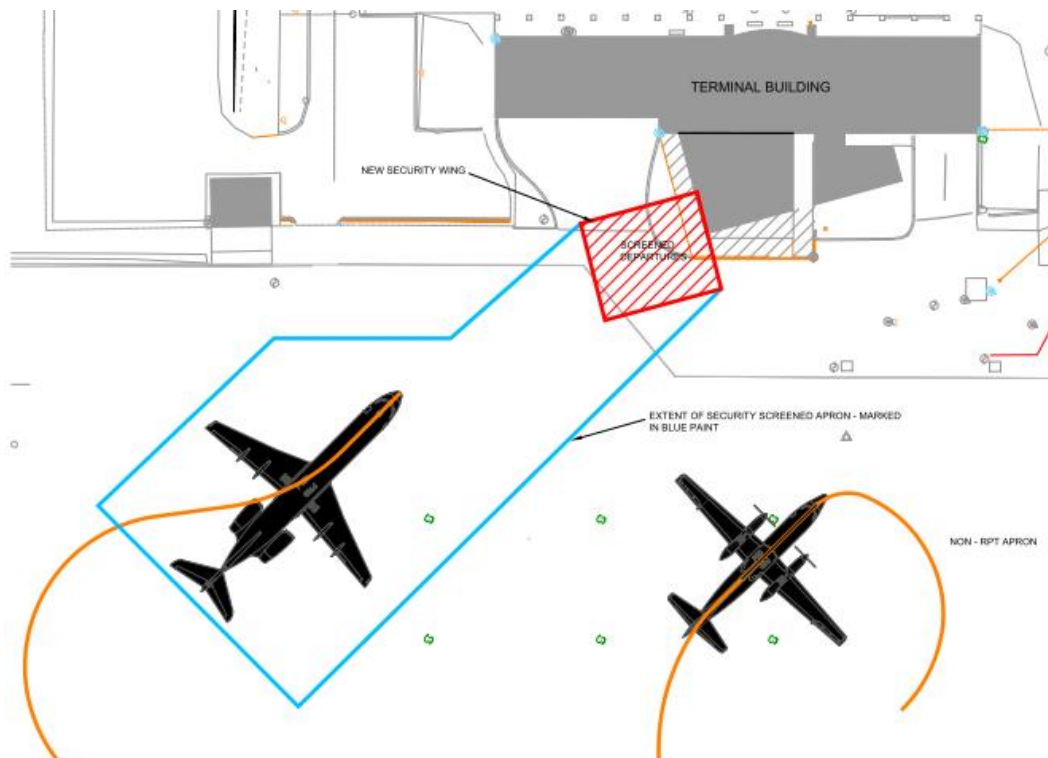 TERMINAL BUILDING
NEW SECURITY WING
SCREENED
DEPARTURES
EXTENT OF SECURITY SCREENED APRON - MARKED
IN BLUE PAINT
NON - RPT APRON